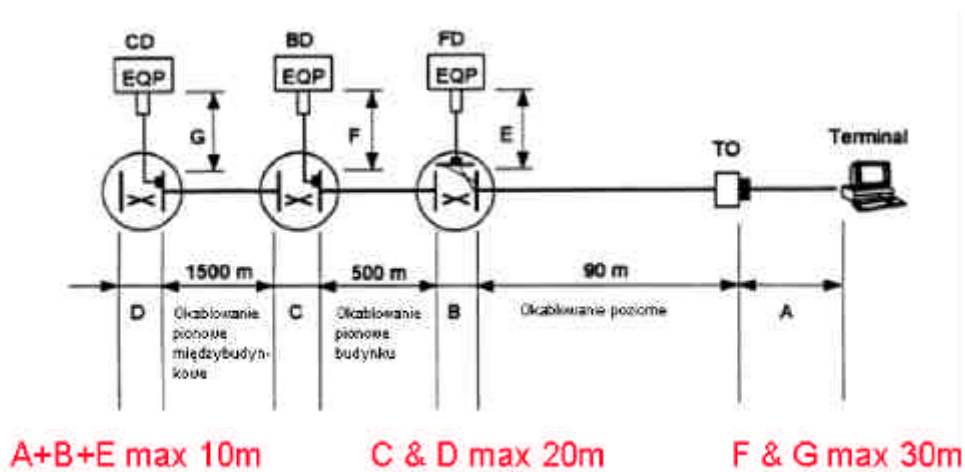 CD BD FD
EQP EQP EQP
G F E
TO Terminal
1500 m 500 m 90 m
D Okablowanie pionowe międzybudyn-kowe C Okablowanie pionowe budynku B Okablowanie poziome A
A+B+E max 10m C & D max 20m F & G max 30m